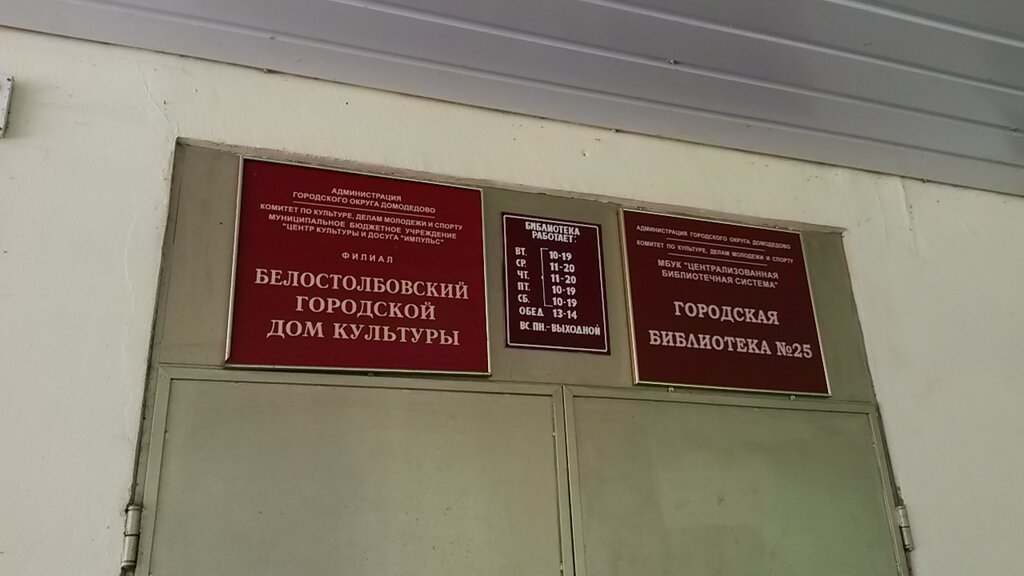 АДМИНИСТРАЦИЯ
ГОРОДСКОГО ОКРУГА ДОМОДЕДОВО
КОМИТЕТ ПО КУЛЬТУРЕ, ДЕЛАМ МОЛОДЕЖИ И СПОРТУ
МУНИЦИПАЛЬНОЕ БЮДЖЕТНОЕ УЧРЕЖДЕНИЕ
"ЦЕНТР КУЛЬТУРЫ И ДОСУГА "ИМПУЛЬС"
ФИЛИАЛ
БЕЛОСТОЛБОВСКИЙ
ГОРОДСКОЙ
ДОМ КУЛЬТУРЫ
БИБЛИОТЕКА
РАБОТАЕТ:
ВТ. 10-19
СР. 11-20
ЧТ. 11-20
ПТ. 10-19
СБ. 10-19
ОБЕД 13-14
ВС ПН.-ВЫХОДНОЙ
АДМИНИСТРАЦИЯ ГОРОДСКОГО ОКРУГА ДОМОДЕДОВО
КОМИТЕТ ПО КУЛЬТУРЕ, ДЕЛАМ МОЛОДЕЖИ И СПОРТУ
МБУК "ЦЕНТРАЛИЗОВАННАЯ
БИБЛИОТЕЧНАЯ СИСТЕМА"
ГОРОДСКАЯ
БИБЛИОТЕКА №25